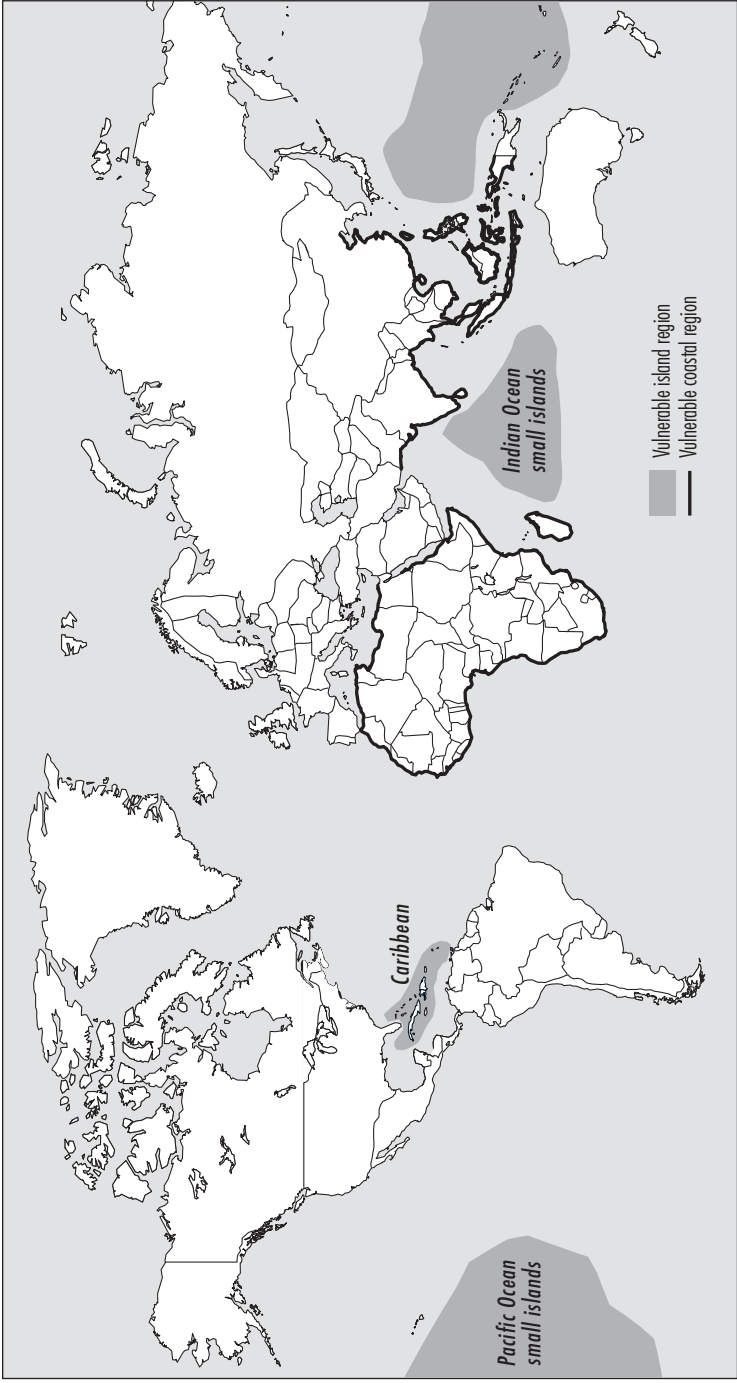 Pacific Ocean
small islands
Caribbean
Indian Ocean
small islands
Vulnerable island region
Vulnerable coastal region